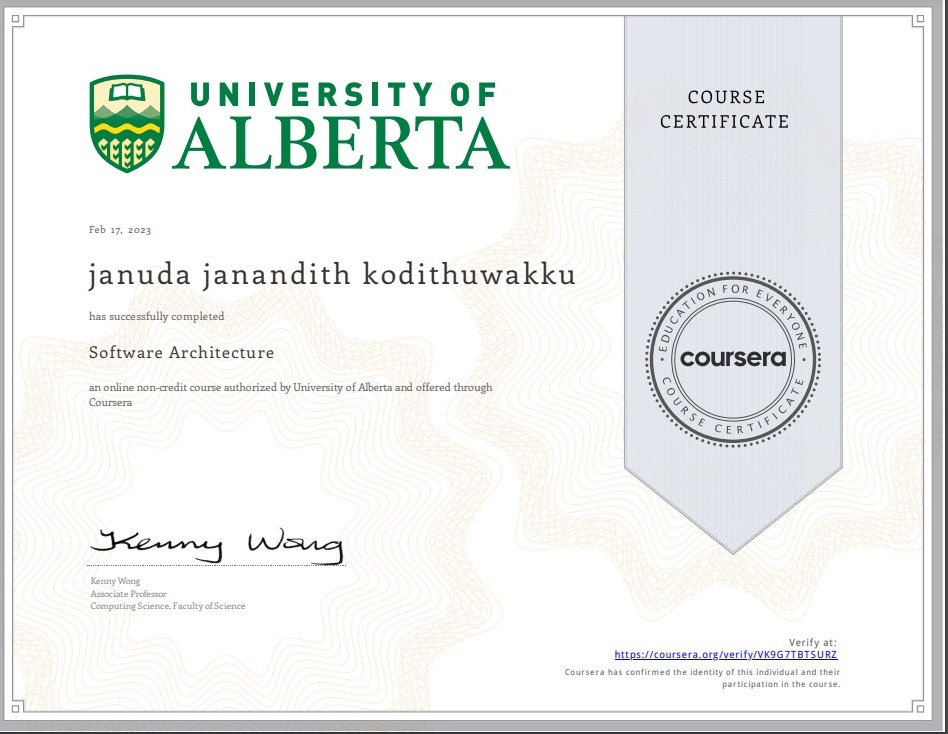 UNIVERSITY OF
ALBERTA
COURSE
CERTIFICATE
Feb 17, 2023
januda janandith kodithuwakku
has successfully completed
Software Architecture
an online non-credit course authorized by University of Alberta and offered through
Coursera
EDUCATION FOR EVERYONE
coursera
COURSE CERTIFICATE
Kenny Wong
Kenny Wong
Associate Professor
Computing Science, Faculty of Science
Verify at:
https://coursera.org/verify/VK9G7TBTSURZ
Coursera has confirmed the identity of this individual and their
participation in the course.